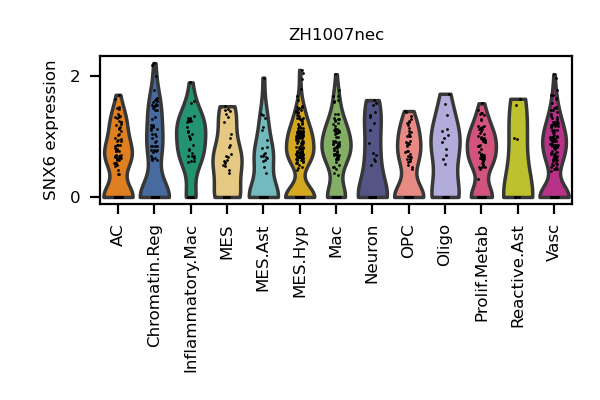 ZH1007nec
SNX6 expression
2
0
AC
Chromatin.Reg
Inflammatory.Mac
MES
MES.Ast
MES.Hyp
Mac
Neuron
OPC
Oligo
Prolif.Metab
Reactive.Ast
Vasc